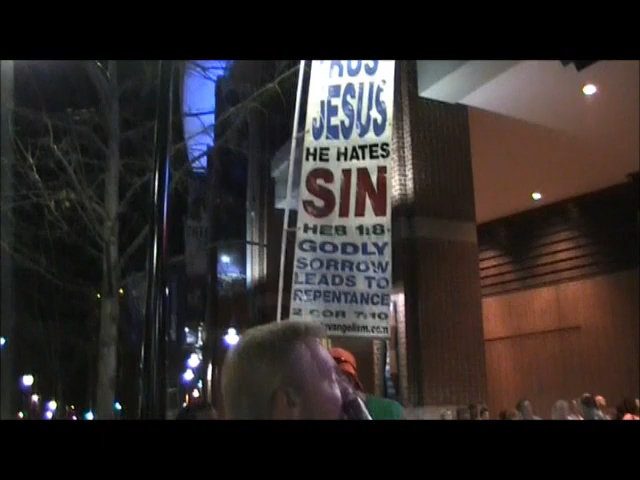 JESUS
HE HATES
SIN
HEB 1:8
GODLY
SORROW
LEADS TO
REPENTANCE
2 COR 7:10